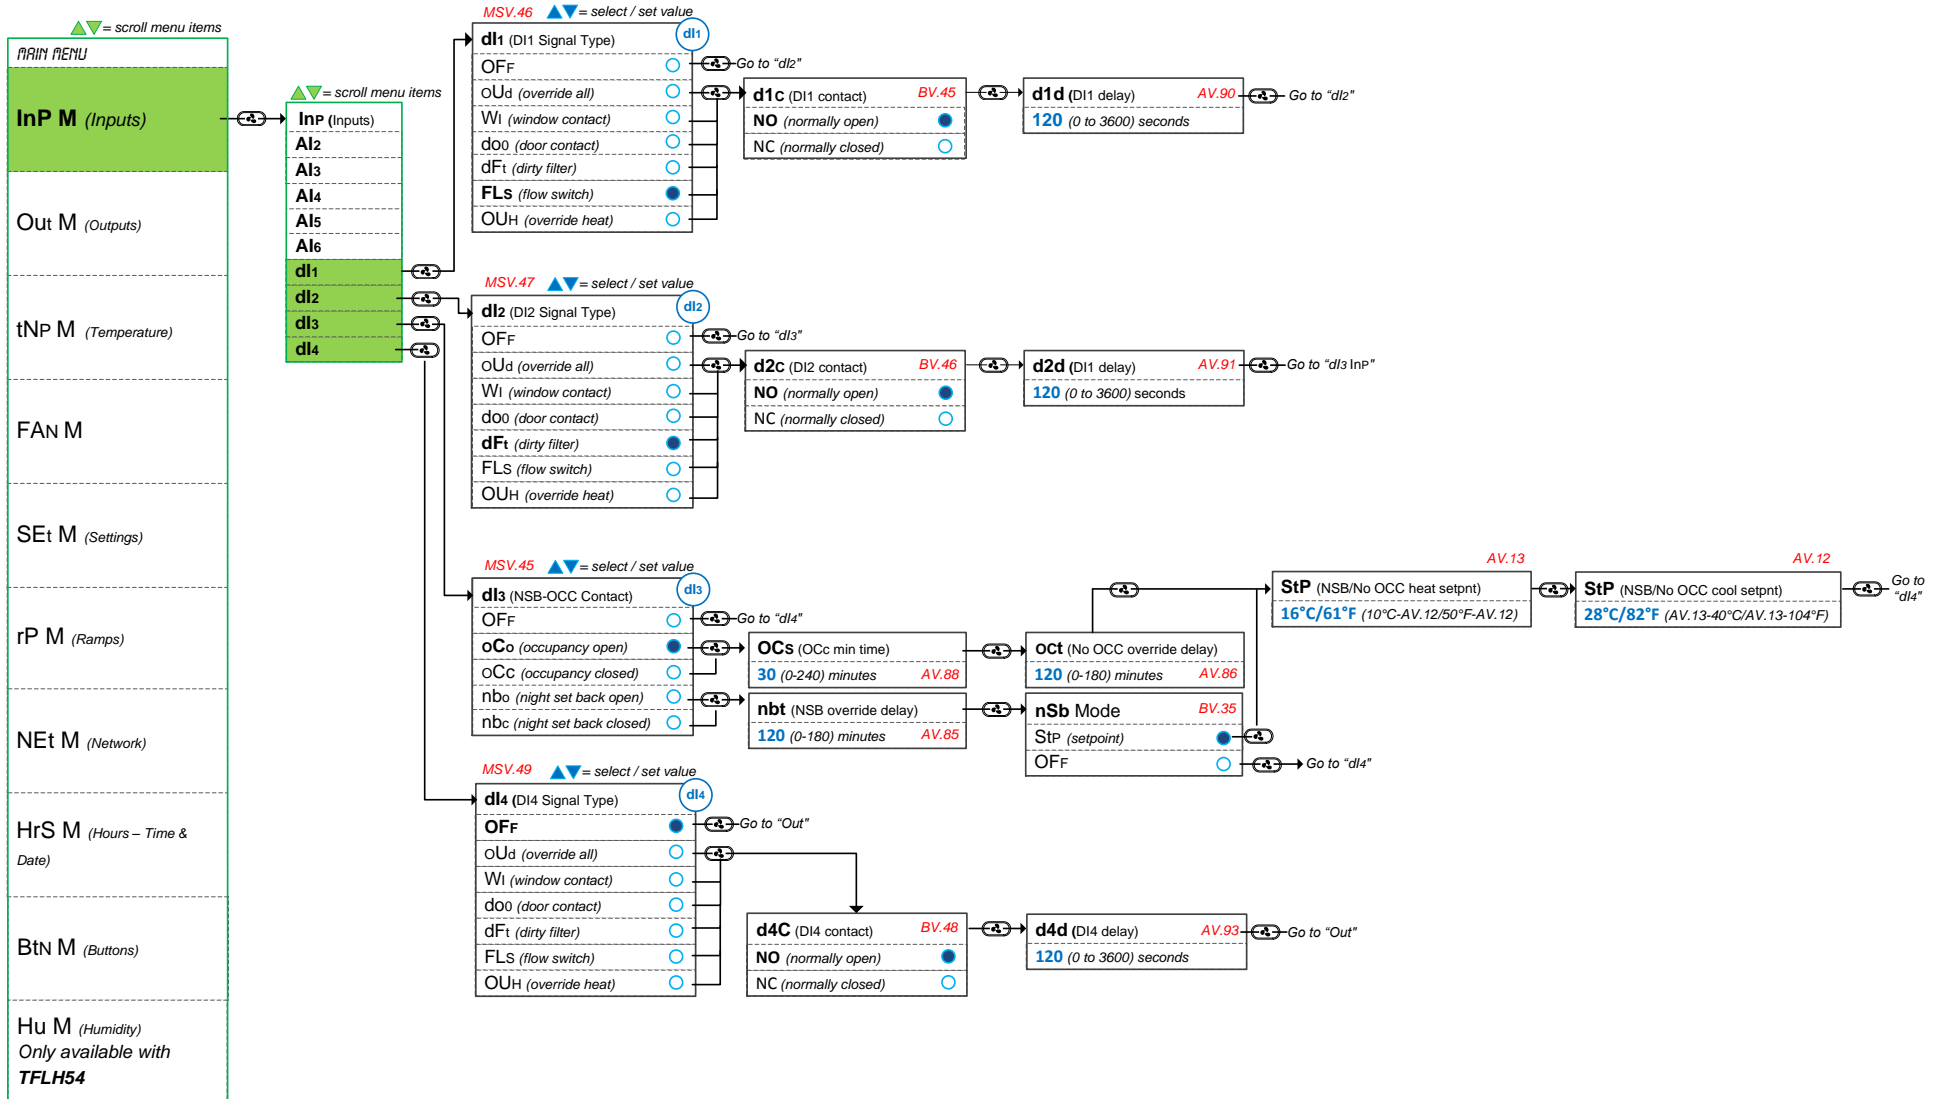 = scroll menu items
MAIN MENU
InP M (Inputs)
Out M (Outputs)
tNP M (Temperature)
FAN M
SEt M (Settings)
rP M (Ramps)
NEt M (Network)
HrS M (Hours – Time &
Date)
BtN M (Buttons)
Hu M (Humidity)
Only available with
TFLH54
= scroll menu items
InP (Inputs)
AI2
AI3
AI4
AI5
AI6
dI1
dI2
dI3
dI4
MSV.46 = select / set value
dI1 (DI1 Signal Type)
dI1
OFF
Go to “dI2”
oUd (override all)
WI (window contact)
doo (door contact)
dFt (dirty filter)
FLs (flow switch)
OUH (override heat)
d1c (DI1 contact) BV.45
NO (normally open)
NC (normally closed)
d1d (DI1 delay) AV.90
120 (0 to 3600) seconds
Go to “dI2”
MSV.47 = select / set value
dI2 (DI2 Signal Type)
dI2
OFF
Go to “dI3”
oUd (override all)
WI (window contact)
doo (door contact)
dFt (dirty filter)
FLs (flow switch)
OUH (override heat)
d2c (DI2 contact) BV.46
NO (normally open)
NC (normally closed)
d2d (DI1 delay) AV.91
120 (0 to 3600) seconds
Go to “dI3 InP”
MSV.45 = select / set value
dI3 (NSB-OCC Contact)
dI3
OFF
Go to “dI4”
oCo (occupancy open)
oCc (occupancy closed)
nbo (night set back open)
nbc (night set back closed)
OCs (OCc min time)
30 (0-240) minutes AV.88
oct (No OCC override delay)
120 (0-180) minutes AV.86
nbt (NSB override delay)
120 (0-180) minutes AV.85
nSb Mode BV.35
StP (setpoint)
OFF
Go to “dI4”
AV.13
StP (NSB/No OCC heat setpnt)
16°C/61°F (10°C-AV.12/50°F-AV.12)
AV.12
StP (NSB/No OCC cool setpnt)
28°C/82°F (AV.13-40°C/AV.13-104°F)
Go to
“dI4”
MSV.49 = select / set value
dI4 (DI4 Signal Type)
dI4
OFF
Go to “Out”
oUd (override all)
WI (window contact)
doo (door contact)
dFt (dirty filter)
FLs (flow switch)
OUH (override heat)
d4C (DI4 contact) BV.48
NO (normally open)
NC (normally closed)
d4d (DI4 delay) AV.93
120 (0 to 3600) seconds
Go to “Out”